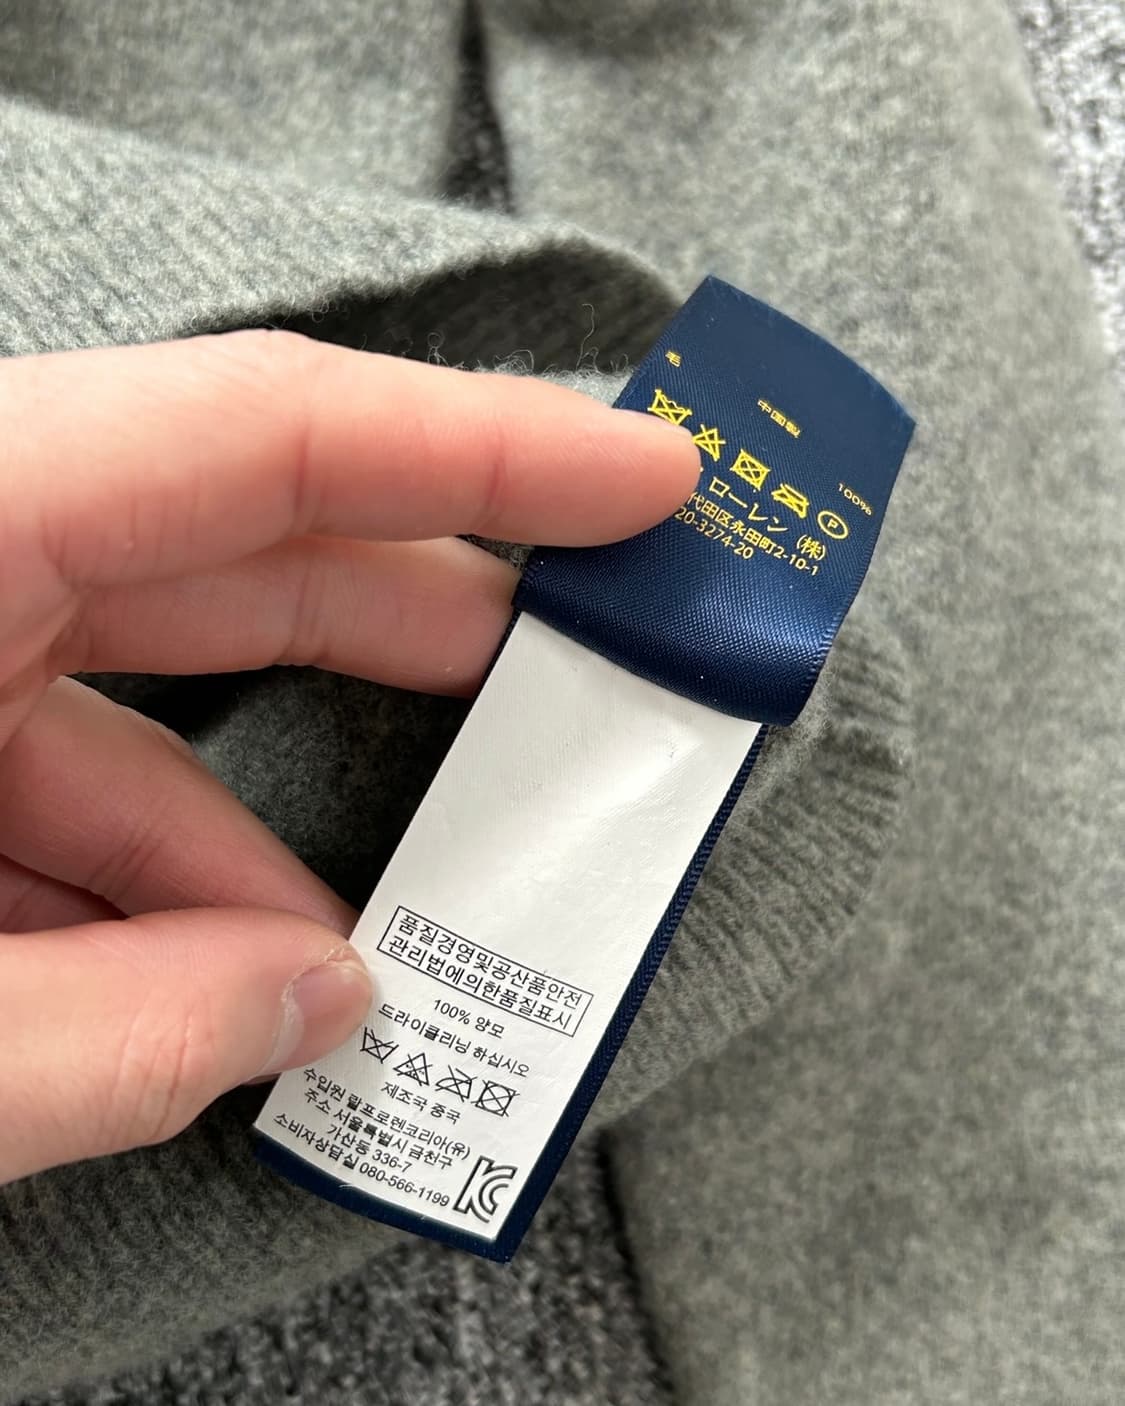 毛
100%
中国製
P
ローレン (株)
代田区永田町2-10-1
20-3274-20
품질경영및공산품안전
관리법에의한품질표시
100% 양모
드라이클리닝 하십시오
제조국 중국
수입원 랄프로렌코리아(유)
주소 서울특별시 금천구
가산동 336-7
소비자상담실 080-566-1199